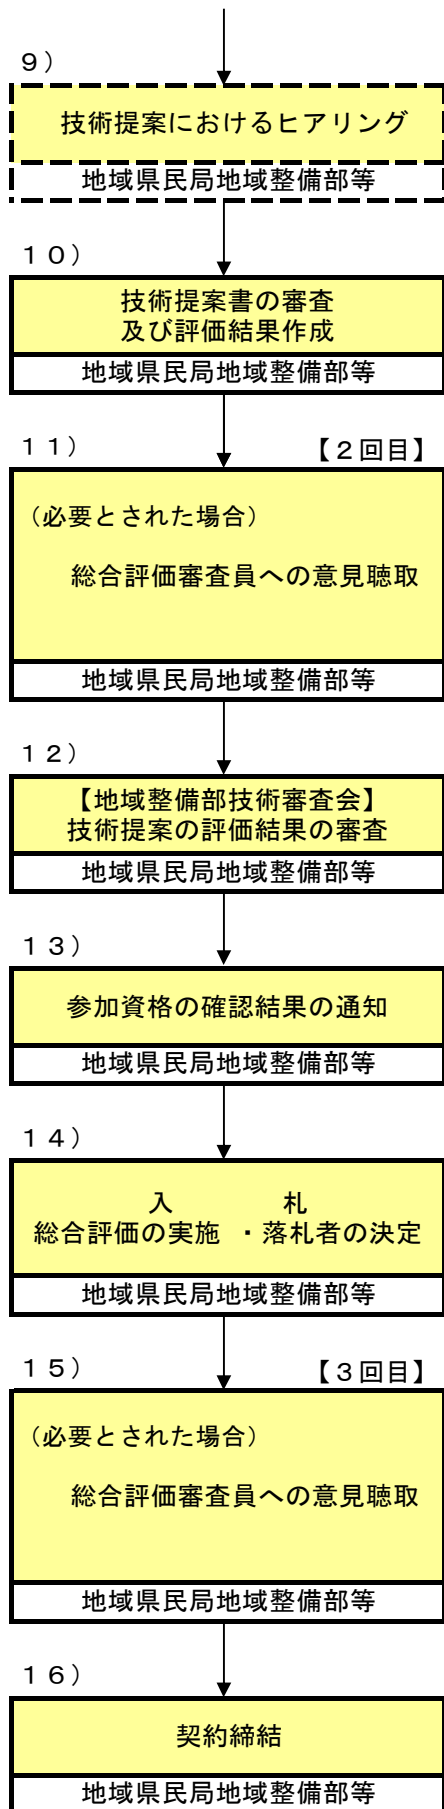 ９）
技術提案におけるヒアリング
地域県民局地域整備部等
１０）
技術提案書の審査
及び評価結果作成
地域県民局地域整備部等
１１）　【２回目】
（必要とされた場合）
総合評価審査員への意見聴取
地域県民局地域整備部等
１２）
【地域整備部技術審査会】
技術提案の評価結果の審査
地域県民局地域整備部等
１３）
参加資格の確認結果の通知
地域県民局地域整備部等
１４）
入　　　札
総合評価の実施 ・落札者の決定
地域県民局地域整備部等
１５）　【３回目】
（必要とされた場合）
総合評価審査員への意見聴取
地域県民局地域整備部等
１６）
契約締結
地域県民局地域整備部等